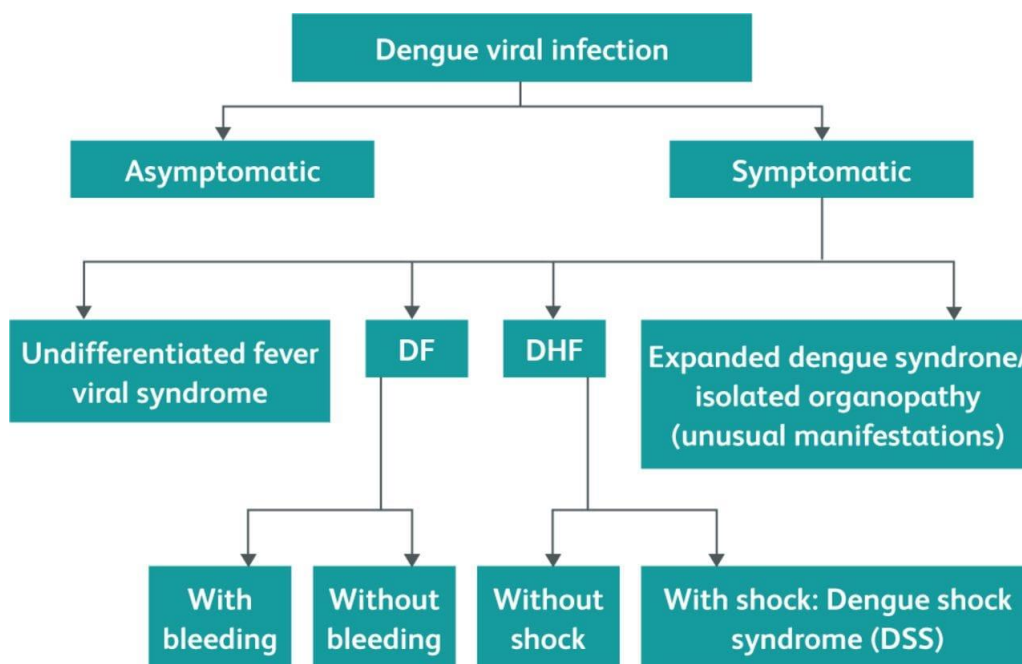 Dengue viral infection
Asymptomatic
Symptomatic
Undifferentiated fever
viral syndrome
DF
DHF
Expanded dengue syndrone/
isolated organopathy
(unusual manifestations)
With
bleeding
Without
bleeding
Without
shock
With shock: Dengue shock
syndrome (DSS)